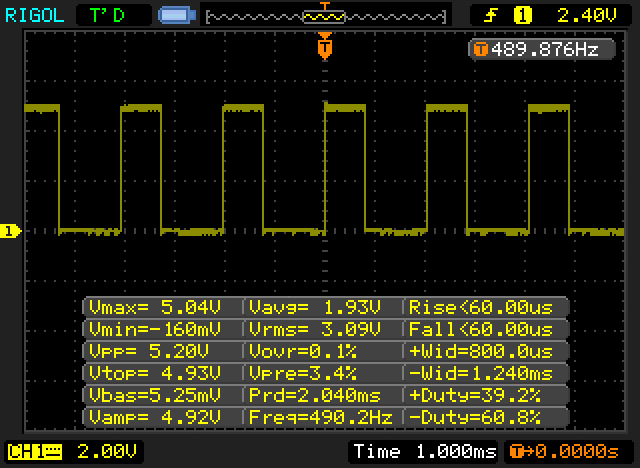 RIGOL T'D T 1 2.40V
T 489.876Hz
T
1
Vmax= 5.04V Vavg= 1.93V Rise<60.00us
Vmin=-160mV Vrms= 3.09V Fall<60.00us
Vpp= 5.20V Vovr=0.1% +Wid=800.0us
Vtop= 4.93V Vpre=3.4% -Wid=1.240ms
Vbas=5.25mV Prd=2.040ms +Duty=39.2%
Vamp= 4.92V Freq=490.2Hz -Duty=60.8%
CH1 2.00V Time 1.000ms T→0.0000s